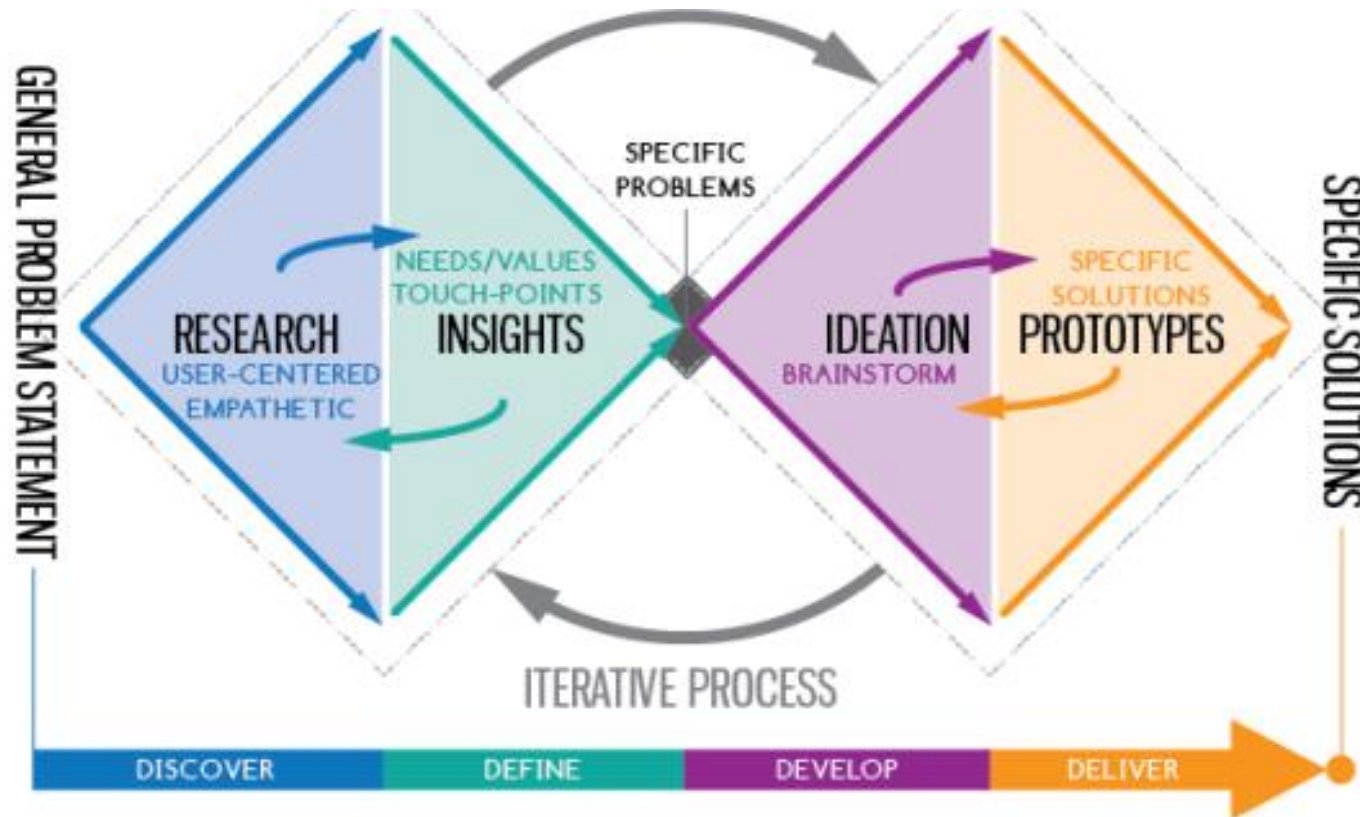 GENERAL PROBLEM STATEMENT
RESEARCH
USER-CENTERED
EMPATHETIC
NEEDS/VALUES
TOUCH-POINTS
INSIGHTS
SPECIFIC
PROBLEMS
IDEATION
BRAINSTORM
SPECIFIC
SOLUTIONS
PROTOTYPES
SPECIFIC SOLUTIONS
ITERATIVE PROCESS
DISCOVER
DEFINE
DEVELOP
DELIVER